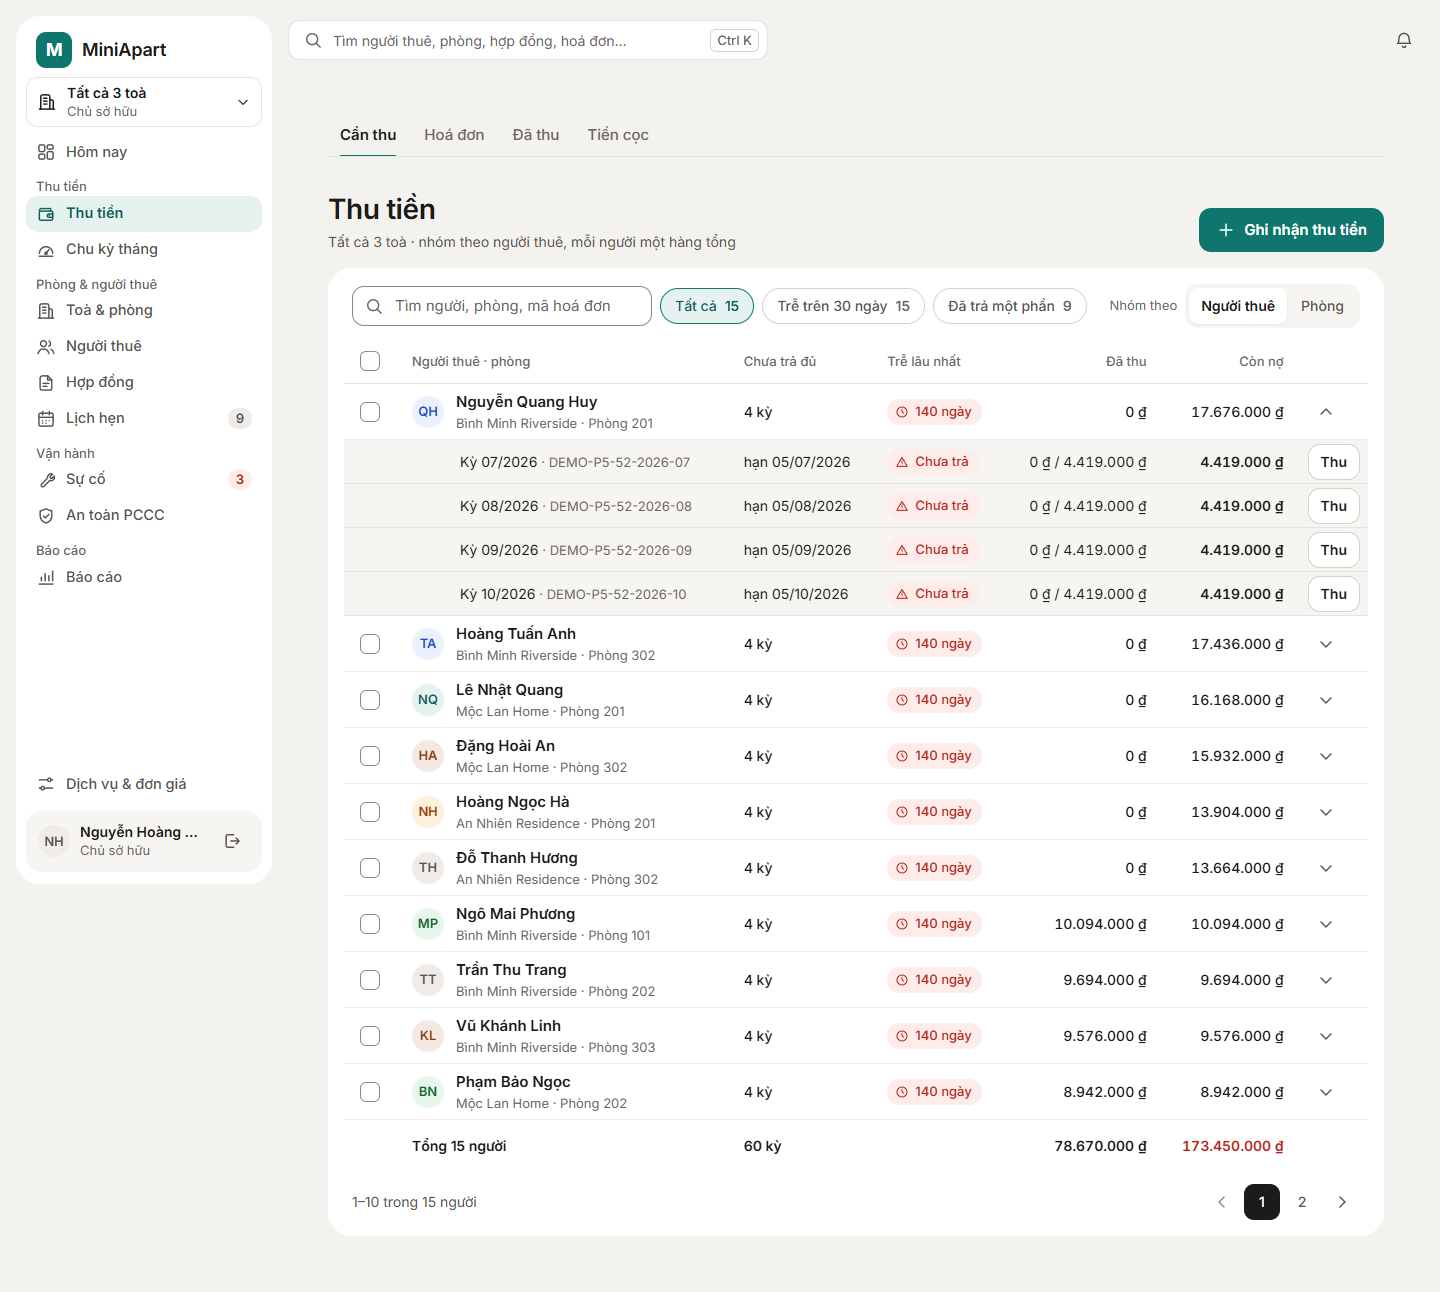 M MiniApart
Tất cả 3 toà
Chủ sở hữu
Hôm nay
Thu tiền
Thu tiền
Chu kỳ tháng
Phòng & người thuê
Toà & phòng
Người thuê
Hợp đồng
Lịch hẹn 9
Vận hành
Sự cố 3
An toàn PCCC
Báo cáo
Báo cáo
Dịch vụ & đơn giá
NH Nguyễn Hoàng ...
Chủ sở hữu
Tìm người thuê, phòng, hợp đồng, hoá đơn... Ctrl K
Cần thu Hoá đơn Đã thu Tiền cọc
Thu tiền
Tất cả 3 toà · nhóm theo người thuê, mỗi người một hàng tổng
Ghi nhận thu tiền
Tìm người, phòng, mã hoá đơn Tất cả 15 Trễ trên 30 ngày 15 Đã trả một phần 9 Nhóm theo Người thuê Phòng
Người thuê · phòng Chưa trả đủ Trễ lâu nhất Đã thu Còn nợ
QH Nguyễn Quang Huy 4 kỳ 140 ngày 0 ₫ 17.676.000 ₫
Bình Minh Riverside · Phòng 201
Kỳ 07/2026 · DEMO-P5-52-2026-07 hạn 05/07/2026 Chưa trả 0 ₫ / 4.419.000 ₫ 4.419.000 ₫ Thu
Kỳ 08/2026 · DEMO-P5-52-2026-08 hạn 05/08/2026 Chưa trả 0 ₫ / 4.419.000 ₫ 4.419.000 ₫ Thu
Kỳ 09/2026 · DEMO-P5-52-2026-09 hạn 05/09/2026 Chưa trả 0 ₫ / 4.419.000 ₫ 4.419.000 ₫ Thu
Kỳ 10/2026 · DEMO-P5-52-2026-10 hạn 05/10/2026 Chưa trả 0 ₫ / 4.419.000 ₫ 4.419.000 ₫ Thu
TA Hoàng Tuấn Anh 4 kỳ 140 ngày 0 ₫ 17.436.000 ₫
Bình Minh Riverside · Phòng 302
NQ Lê Nhật Quang 4 kỳ 140 ngày 0 ₫ 16.168.000 ₫
Mộc Lan Home · Phòng 201
HA Đặng Hoài An 4 kỳ 140 ngày 0 ₫ 15.932.000 ₫
Mộc Lan Home · Phòng 302
NH Hoàng Ngọc Hà 4 kỳ 140 ngày 0 ₫ 13.904.000 ₫
An Nhiên Residence · Phòng 201
TH Đỗ Thanh Hương 4 kỳ 140 ngày 0 ₫ 13.664.000 ₫
An Nhiên Residence · Phòng 302
MP Ngô Mai Phương 4 kỳ 140 ngày 10.094.000 ₫ 10.094.000 ₫
Bình Minh Riverside · Phòng 101
TT Trần Thu Trang 4 kỳ 140 ngày 9.694.000 ₫ 9.694.000 ₫
Bình Minh Riverside · Phòng 202
KL Vũ Khánh Linh 4 kỳ 140 ngày 9.576.000 ₫ 9.576.000 ₫
Bình Minh Riverside · Phòng 303
BN Phạm Bảo Ngọc 4 kỳ 140 ngày 8.942.000 ₫ 8.942.000 ₫
Mộc Lan Home · Phòng 202
Tổng 15 người 60 kỳ 78.670.000 ₫ 173.450.000 ₫
1–10 trong 15 người 1 2